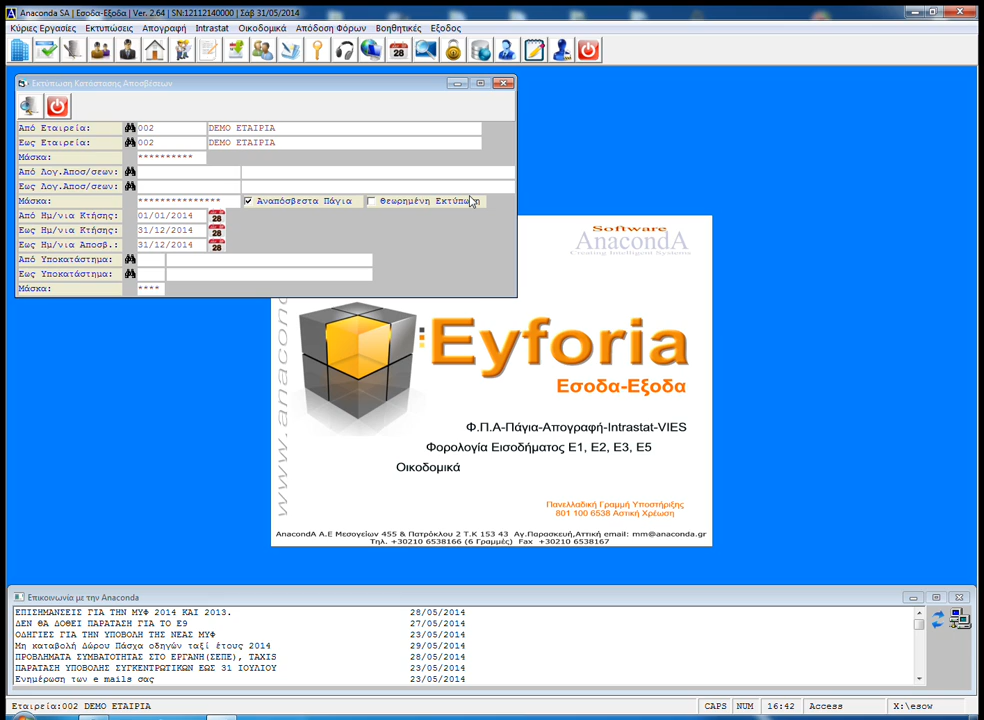 Anaconda SA | Εσοδα-Εξοδα | Ver. 2.64 | SN:12112140000 | Σάβ 31/05/2014
Κύριες Εργασίες Εκτυπώσεις Απογραφή Intrastat Οικοδομικά Απόδοση Φόρων Βοηθητικές Εξοδος
Εκτύπωση Κατάστασης Αποσβέσεων
Από Εταιρεία: 002 DEMO ΕΤΑΙΡΙΑ
Εως Εταιρεία: 002 DEMO ΕΤΑΙΡΙΑ
Μάσκα: **********
Από Λογ.Αποσ/σεων:
Εως Λογ.Αποσ/σεων:
Μάσκα: *************** Αναπόσβεστα Πάγια Θεωρημένη Εκτύπωση
Από Ημ/νια Κτήσης: 01/01/2014 28
Εως Ημ/νια Κτήσης: 31/12/2014 28
Εως Ημ/νια Αποσβ.: 31/12/2014 28
Από Υποκατάστημα:
Εως Υποκατάστημα:
Μάσκα: ****
Software
AnacondA
Creating Intelligent Systems
www.anacond
Eyforia
Εσοδα-Εξοδα
Φ.Π.Α-Πάγια-Απογραφή-Intrastat-VIES
Φορολογία Εισοδήματος Ε1, Ε2, Ε3, Ε5
Οικοδομικά
Πανελλαδική Γραμμή Υποστήριξης
801 100 6538 Αστική Χρέωση
AnacondA Α.Ε Μεσογείων 455 & Πατρόκλου 2 Τ.Κ 153 43 Αγ.Παρασκευή,Αττική email: mm@anaconda.gr
Τηλ. +30210 6538166 (6 Γραμμές) Fax +30210 6538167
Επικοινωνία με την Anaconda
ΕΠΙΣΗΜΑΝΣΕΙΣ ΓΙΑ ΤΗΝ ΜΥΦ 2014 ΚΑΙ 2013. 28/05/2014
ΔΕΝ ΘΑ ΔΟΘΕΙ ΠΑΡΑΤΑΣΗ ΓΙΑ ΤΟ Ε9 27/05/2014
ΟΔΗΓΙΕΣ ΓΙΑ ΤΗΝ ΥΠΟΒΟΛΗ ΤΗΣ ΝΕΑΣ ΜΥΦ 23/05/2014
Μη καταβολή Δώρου Πάσχα οδηγών ταξί έτους 2014 29/05/2014
ΠΡΟΒΛΗΜΑΤΑ ΣΥΜΒΑΤΟΤΗΤΑΣ ΣΤΟ ΕΡΓΑΝΗ(ΣΕΠΕ), TAXIS 28/05/2014
ΠΑΡΑΤΑΣΗ ΥΠΟΒΟΛΗΣ ΣΥΓΚΕΝΤΡΩΤΙΚΩΝ ΕΩΣ 31 ΙΟΥΛΙΟΥ 23/05/2014
Ενημέρωση των e mails σας 23/05/2014
Εταιρεία:002 DEMO ΕΤΑΙΡΙΑ CAPS NUM 16:42 Access X:\esow